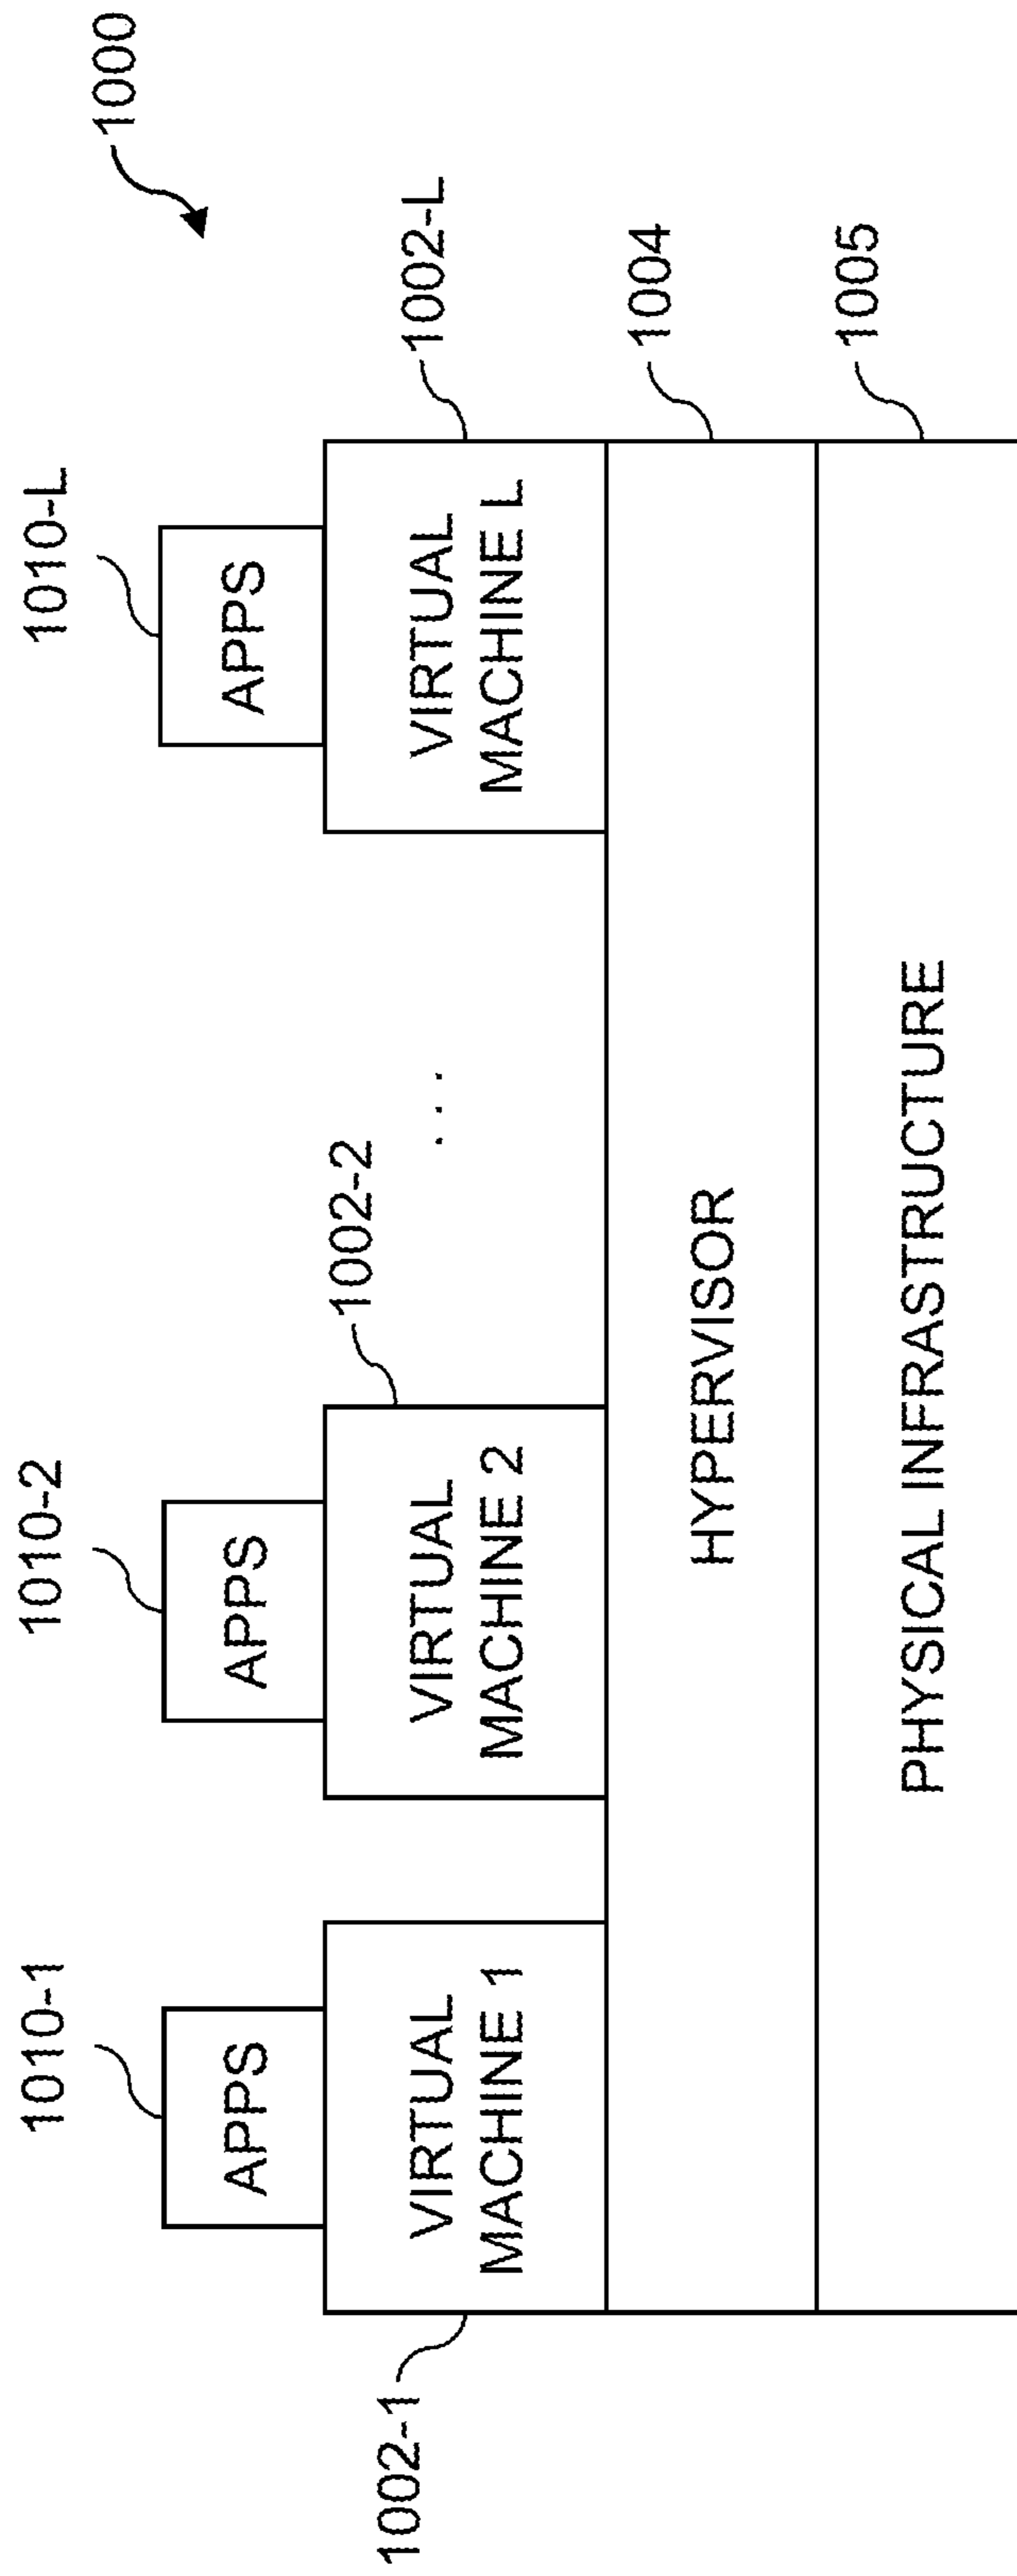 1000
1010-1
1010-2
1010-L
APPS
APPS
APPS
1002-1
VIRTUAL
MACHINE 1
VIRTUAL
MACHINE 2
1002-2
. . .
VIRTUAL
MACHINE L
1002-L
HYPERVISOR
1004
PHYSICAL INFRASTRUCTURE
1005